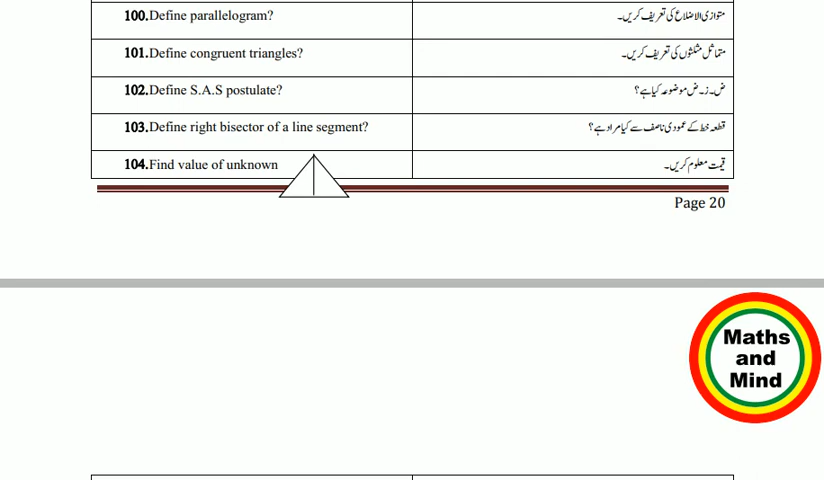 100.Define parallelogram?
متوازی الاضلاع کی تعریف کریں۔
101.Define congruent triangles?
متماثل مثلثوں کی تعریف کریں۔
102.Define S.A.S postulate?
ض۔ز۔ض موضوعہ کیا ہے؟
103.Define right bisector of a line segment?
قطعہ خط کے عمودی ناصف سے کیا مراد ہے؟
104.Find value of unknown
قیمت معلوم کریں۔
Page 20
Maths
and
Mind